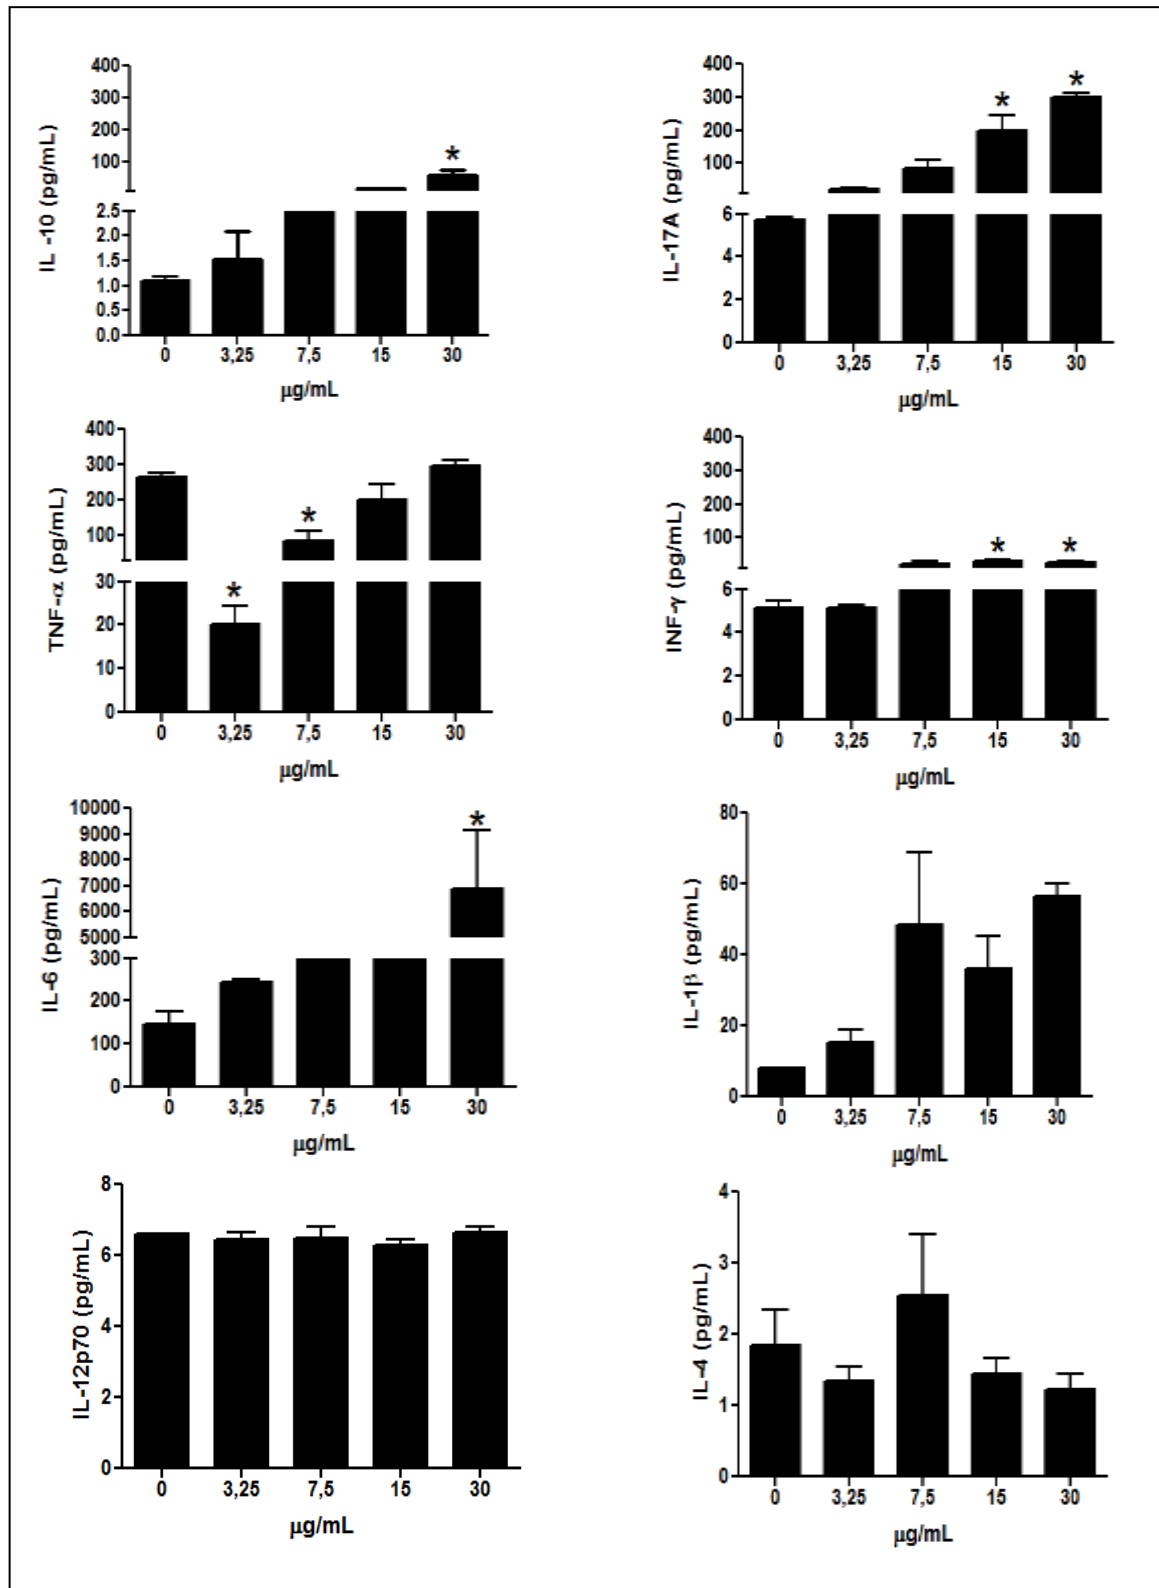 IL -10 (pg/mL)
400
300
200
100
2.5
2.0
1.5
1.0
0.5
0.0
*
0 3,25 7,5 15 30
µg/mL
IL-17A (pg/mL)
400
300
200
100
6
4
2
0
* *
0 3,25 7,5 15 30
µg/mL
TNF-α (pg/mL)
400
300
200
100
30
20
10
0
* *
0 3,25 7,5 15 30
µg/mL
INF-γ (pg/mL)
400
300
200
100
6
4
2
0
* *
0 3,25 7,5 15 30
µg/mL
IL-6 (pg/mL)
10000
9000
8000
7000
6000
5000
300
200
100
0
*
0 3,25 7,5 15 30
µg/mL
IL-1β (pg/mL)
80
60
40
20
0
0 3,25 7,5 15 30
µg/mL
IL-12p70 (pg/mL)
8
6
4
2
0
0 3,25 7,5 15 30
µg/mL
IL-4 (pg/mL)
4
3
2
1
0
0 3,25 7,5 15 30
µg/mL